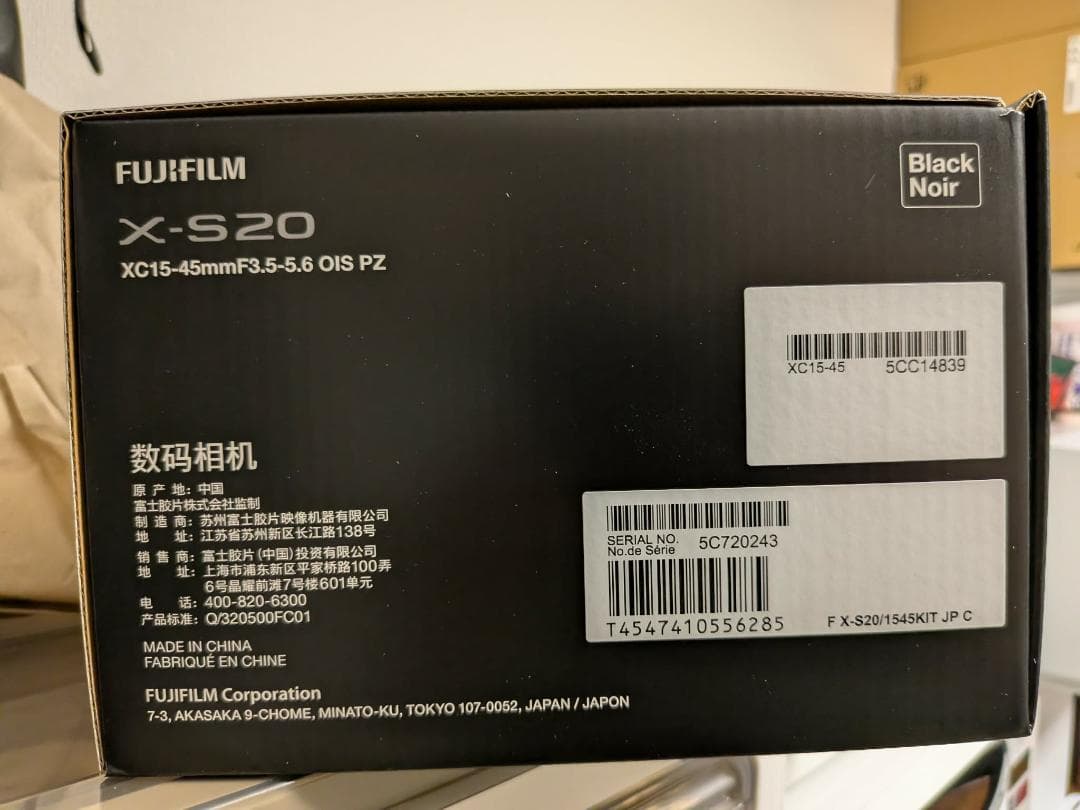 FUJIFILM
X-S20
XC15-45mmF3.5-5.6 OIS PZ
Black
Noir
XC15-45 5CC14839
数码相机
原 产 地: 中国
富士胶片株式会社监制
制 造 商: 苏州富士胶片映像机器有限公司
地 址: 江苏省苏州新区长江路138号
销 售 商: 富士胶片(中国)投资有限公司
地 址: 上海市浦东新区平家桥路100弄
6号晶耀前滩7号楼601单元
电 话: 400-820-6300
产品标准: Q/320500FC01
MADE IN CHINA
FABRIQUÉ EN CHINE
SERIAL NO. 5C720243
No.de Série
T4547410556285 F X-S20/1545KIT JP C
FUJIFILM Corporation
7-3, AKASAKA 9-CHOME, MINATO-KU, TOKYO 107-0052, JAPAN / JAPON